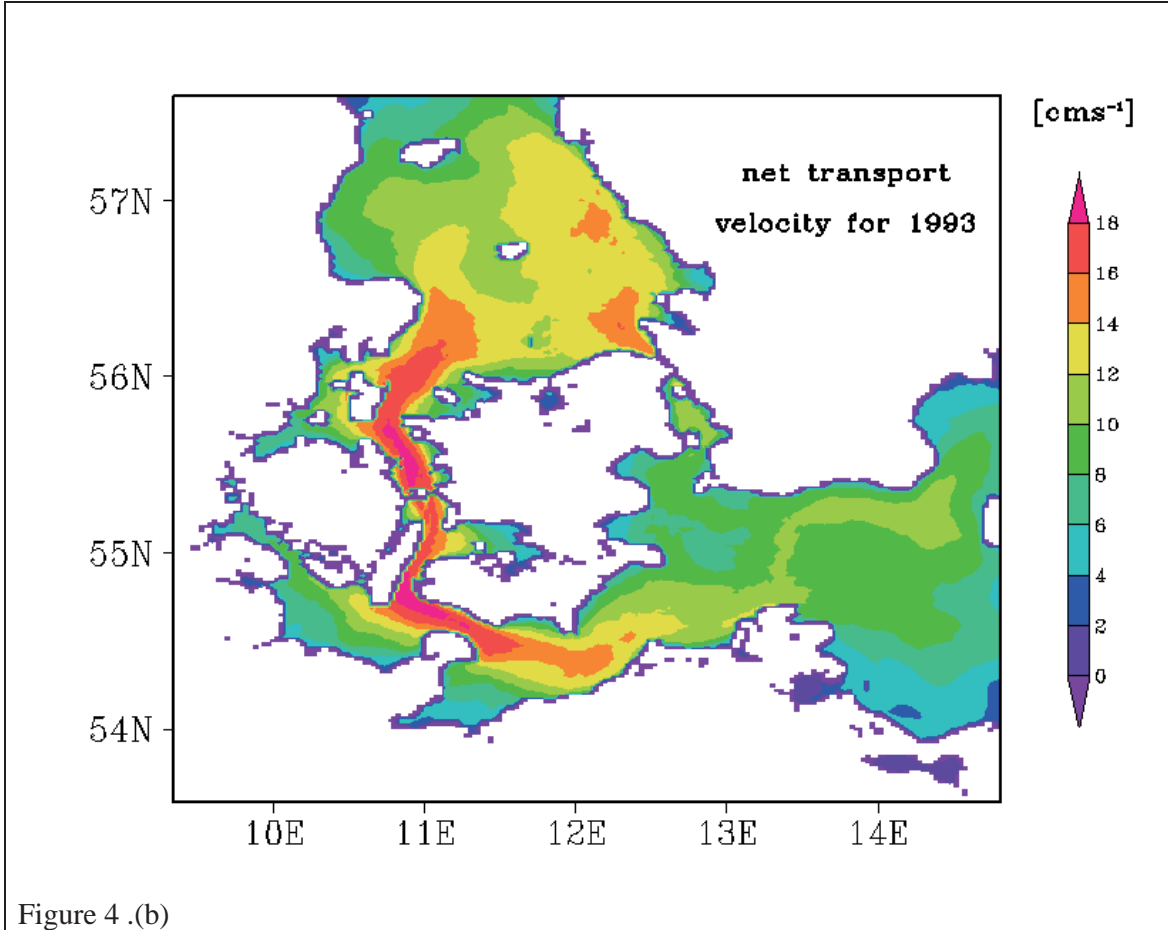 [cms⁻¹]
net transport
velocity for 1993
57N
56N
55N
54N
18
16
14
12
10
8
6
4
2
0
10E 11E 12E 13E 14E
Figure 4 .(b)